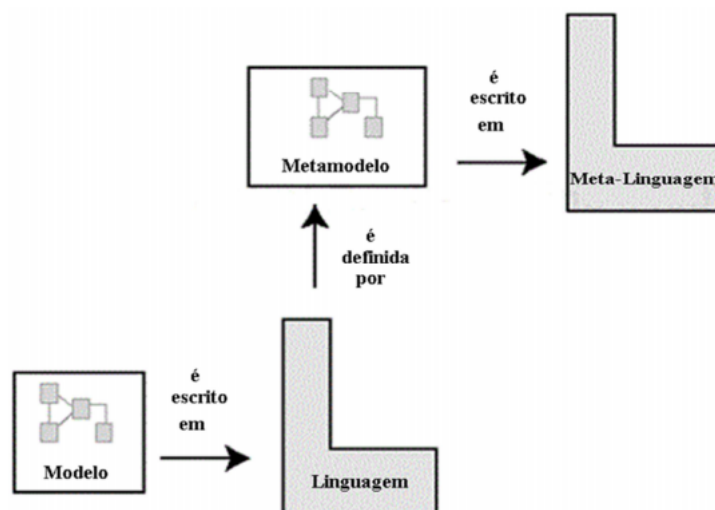 é
escrito
em
Metamodelo
Meta-Linguagem
é
definida
por
é
escrito
em
Modelo
Linguagem